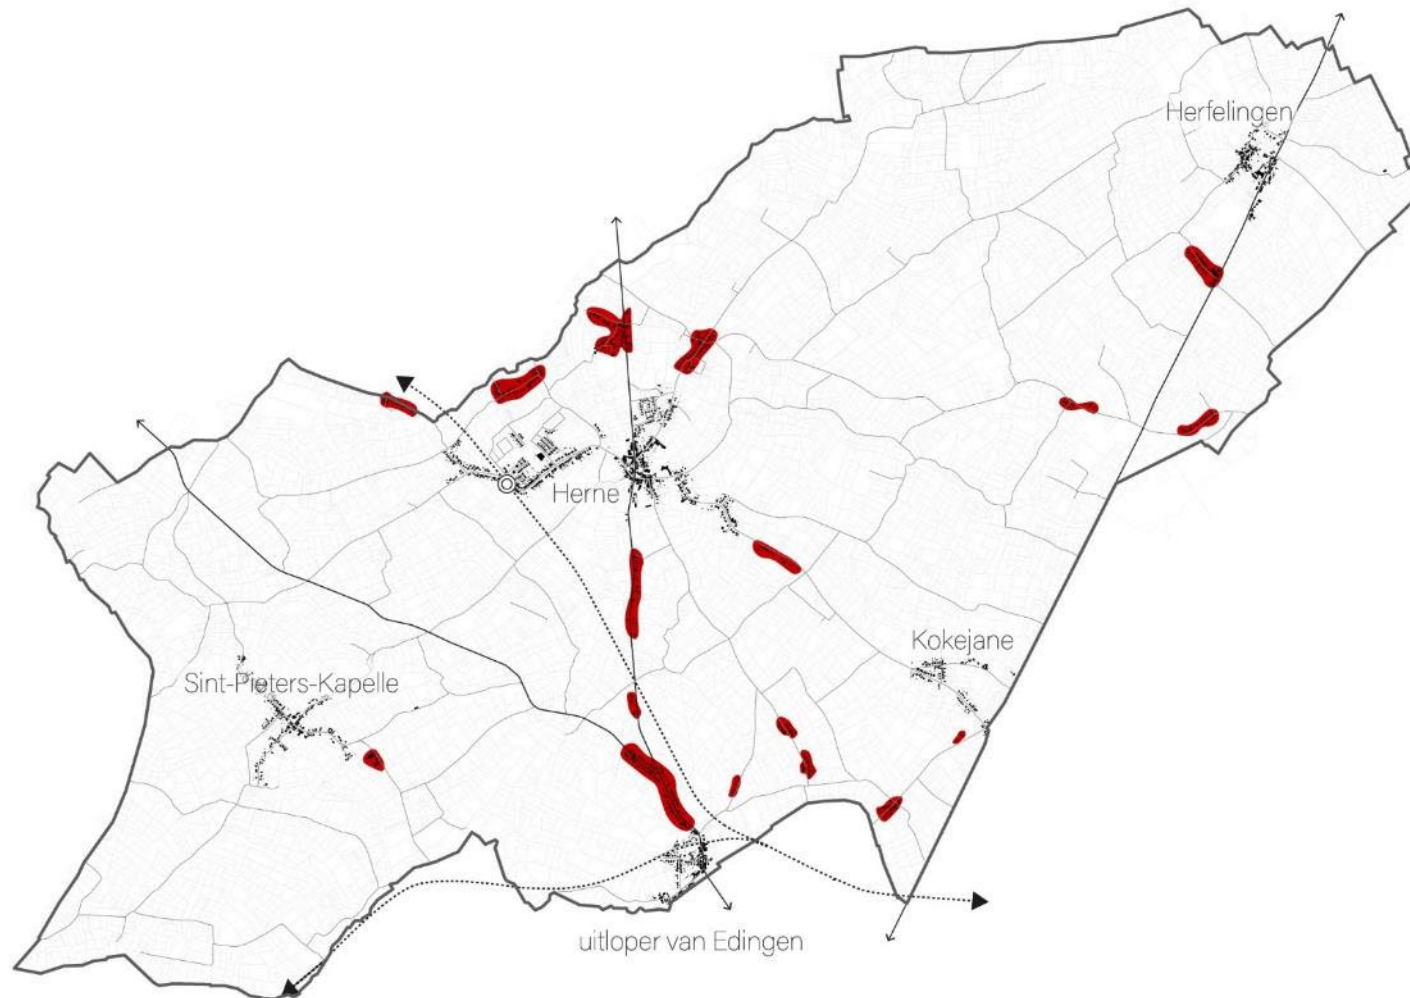 Herfelingen
Herne
Kokejane
Sint-Pieters-Kapelle
uitloper van Edingen